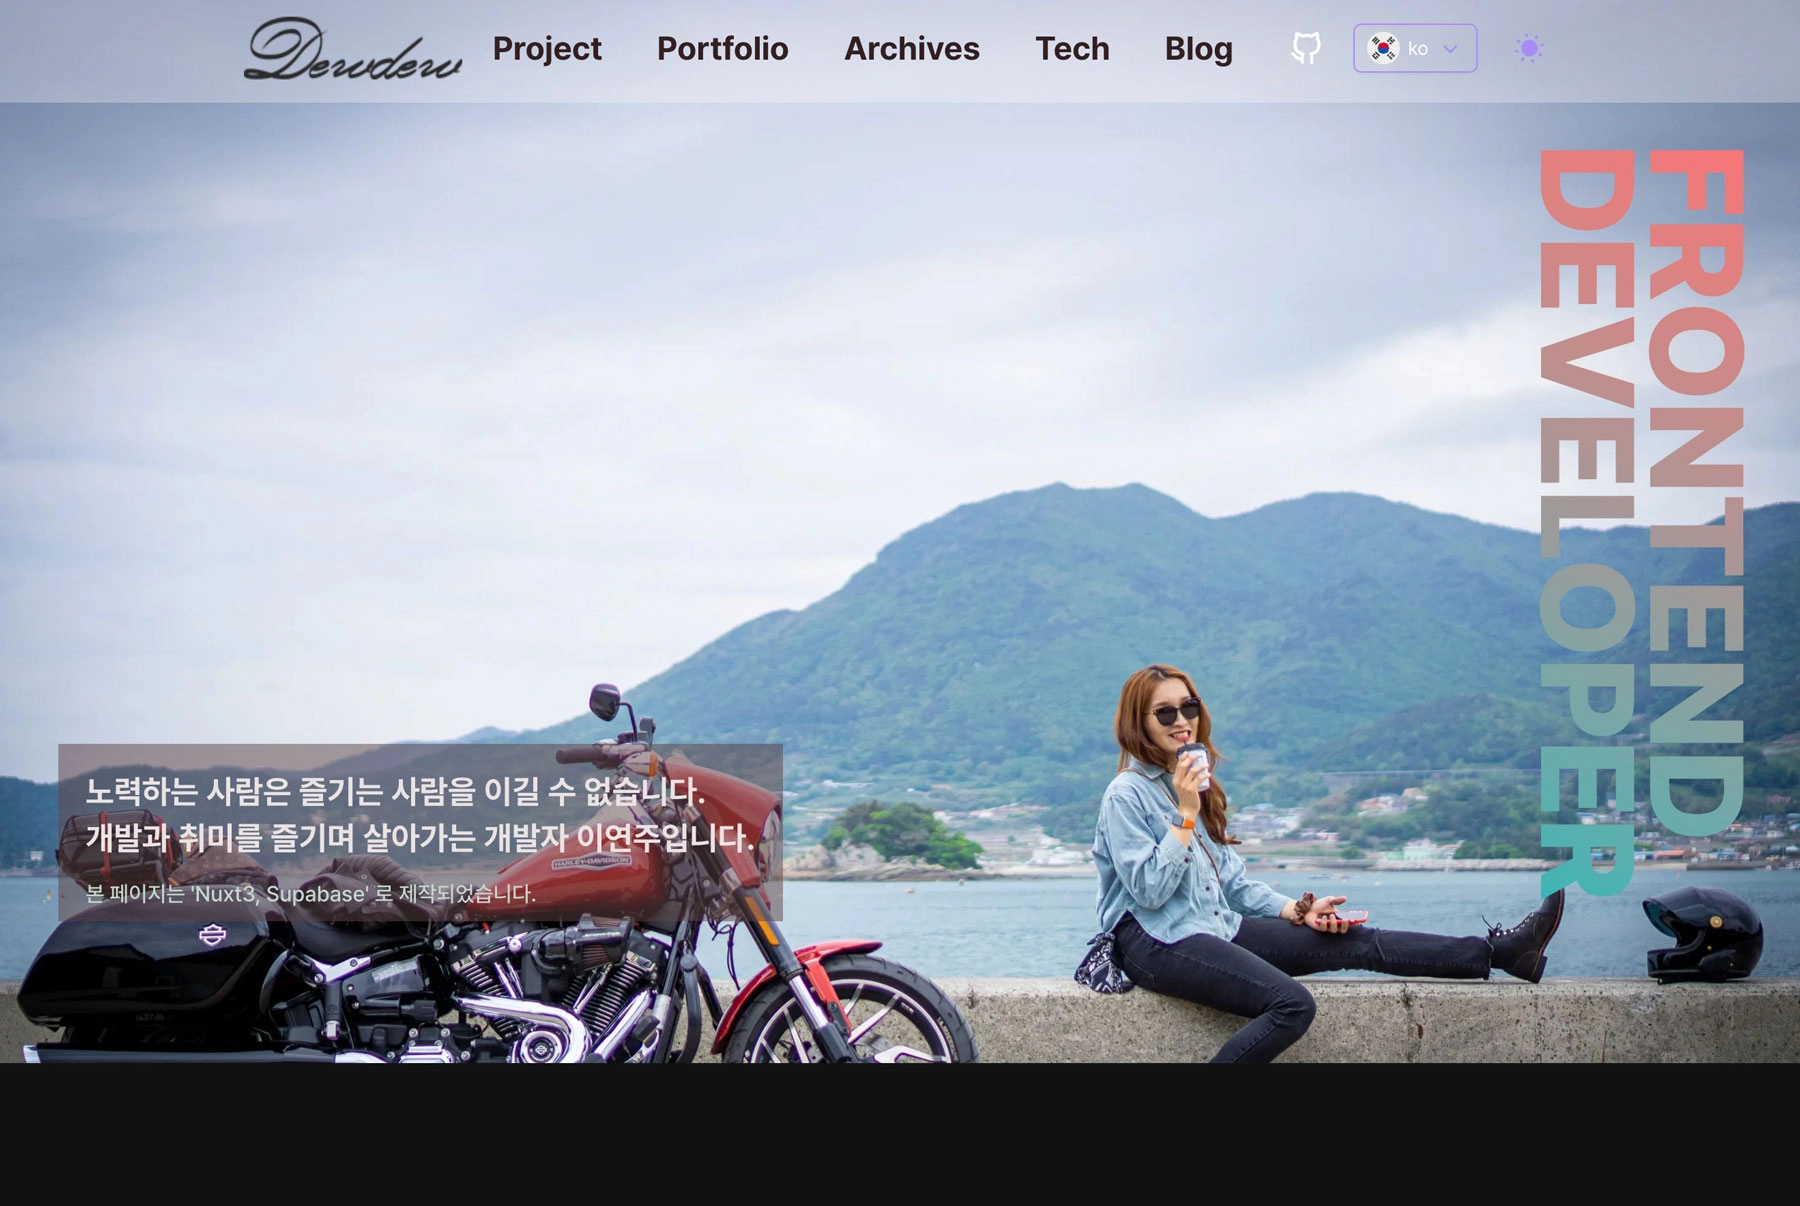 Dewdew
Project
Portfolio
Archives
Tech
Blog
ko
FRONTEND
DEVELOPER
노력하는 사람은 즐기는 사람을 이길 수 없습니다.
개발과 취미를 즐기며 살아가는 개발자 이연주입니다.
본 페이지는 'Nuxt3, Supabase' 로 제작되었습니다.
HARLEY-DAVIDSON